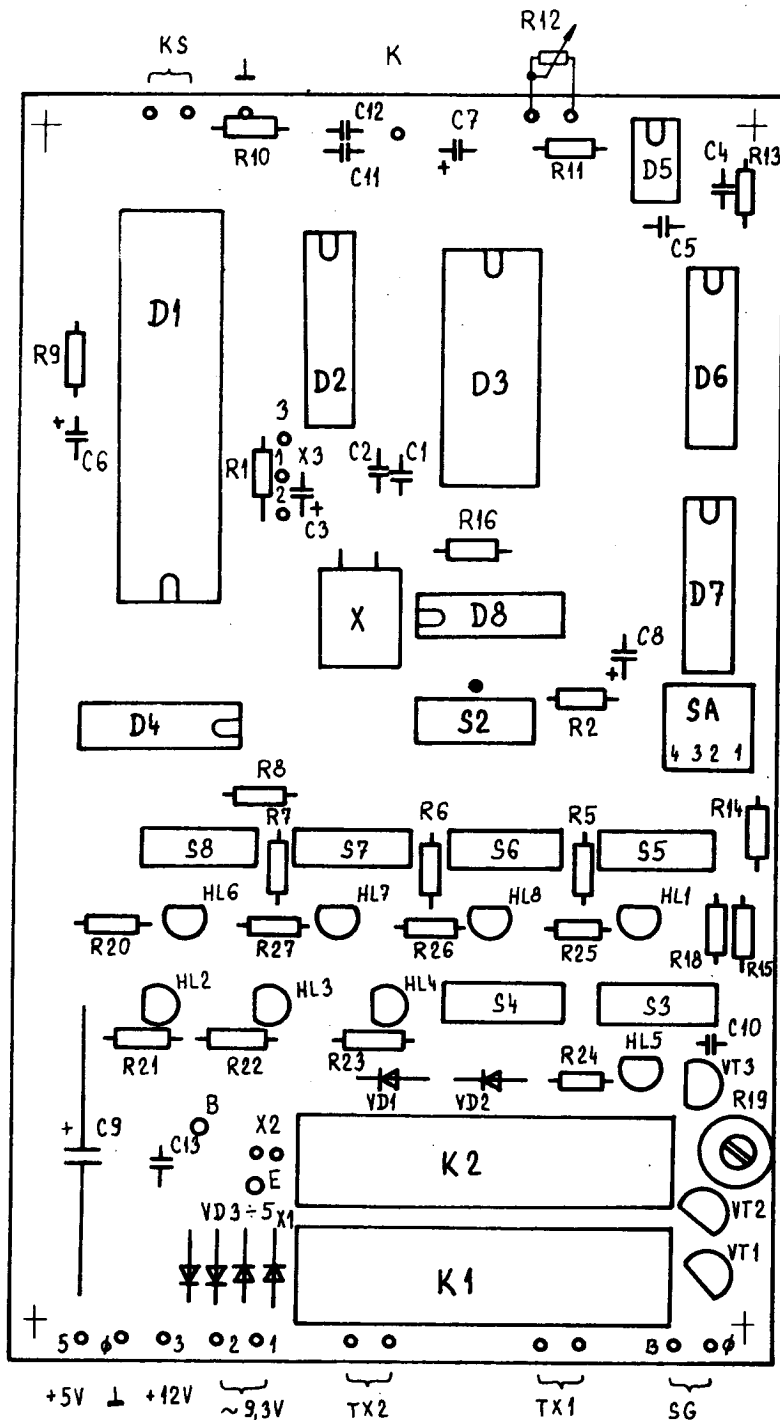 R12
KS
⊥
K
C12
C7
R10
C11
R11
D5
C4
R13
C5
D1
D2
D3
D6
R9
3
C6
R1
1
X3
C2
C1
2
C3
R16
X
D8
D7
C8
D4
S2
R2
SA
4 3 2 1
R8
R7
R6
R5
R14
S8
S7
S6
S5
HL6
HL7
HL8
HL1
R20
R27
R26
R25
R18
R15
HL2
HL3
HL4
S4
S3
C10
R21
R22
R23
R24
HL5
VT3
VD1
VD2
B
C9
C13
X2
K2
R19
E
VD3÷5
X1
VT2
K1
VT1
5
φ
3
2
1
B
φ
+5V
⊥
+12V
~9,3V
TX2
TX1
SG